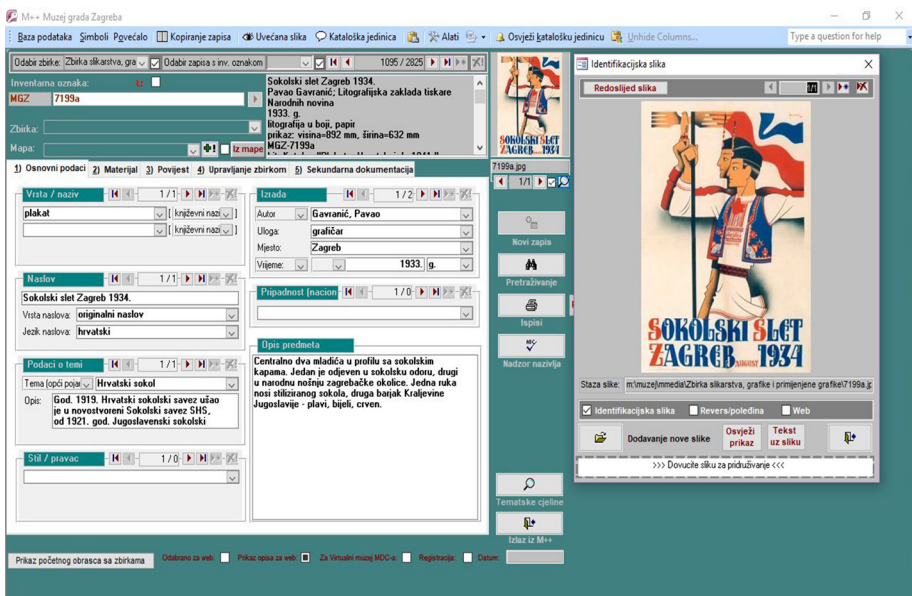 M++ Muzej grada Zagreba
Baza podataka Simboli Povećalo Kopiranje zapisa Uvećana slika Kataloška jedinica Alati Osvježi katalošku jedinicu Unhide Columns... Type a question for help
Odabir zbirke: Zbirka slikarstva, gra Odabir zapisa s inv. oznakom 1095 / 2825
Inventarna oznaka:
MGZ 7199a
Zbirka:
Mapa: Iz mape
Sokolski slet Zagreb 1934.
Pavao Gavranić; Litografijska zaklada tiskare
Narodnih novina
1933. g.
litografija u boji, papir
prikaz: visina=892 mm, širina=632 mm
MGZ-7199a
SOKOLSKI SLET
ZAGREB 1934
1) Osnovni podaci 2) Materijal 3) Povijest 4) Upravljanje zbirkom 5) Sekundarna dokumentacija
Vrsta / naziv 1/1
plakat [ književni nazi ]
[ književni nazi ]
Naslov 1/1
Sokolski slet Zagreb 1934.
Vrsta naslova: originalni naslov
Jezik naslova: hrvatski
Podaci o temi 1/1
Tema (opći pojam Hrvatski sokol
Opis: God. 1919. Hrvatski sokolski savez ušao
je u novostvoreni Sokolski savez SHS,
od 1921. god. Jugoslavenski sokolski
Stil / pravac 1/0
Izrada 1/2
Autor Gavranić, Pavao
Uloga: grafičar
Mjesto: Zagreb
Vrijeme: 1933. g.
Pripadnost (nacion 1/0
Opis predmeta
Centralno dva mladića u profilu sa sokolskim
kapama. Jedan je odjeven u sokolsku odoru, drugi
u narodnu nošnju zagrebačke okolice. Jedna ruka
nosi stiliziranog sokola, druga barjak Kraljevine
Jugoslavije - plavi, bijeli, crven.
7199a.jpg
1/1
Novi zapis
Pretraživanje
Ispisi
Nadzor nazivlja
Tematske cjeline
Izlaz iz M++
Identifikacijska slika
Redoslijed slika 1/1
SOKOLSKI SLET
ZAGREB AUGUST 1934
Staza slike: m:\muzej\mmedia\Zbirka slikarstva, grafike i primijenjene grafike\7199a.jp
Identifikacijska slika Revers/poleđina Web
Dodavanje nove slike Osvježi prikaz Tekst uz sliku
>>> Dovucite sliku za pridruživanje <<<
Prikaz početnog obrasca sa zbirkama Odabrano za web: Prikaz opisa za web: Za Virtualni muzej MDC-a: Registracija: Datum: